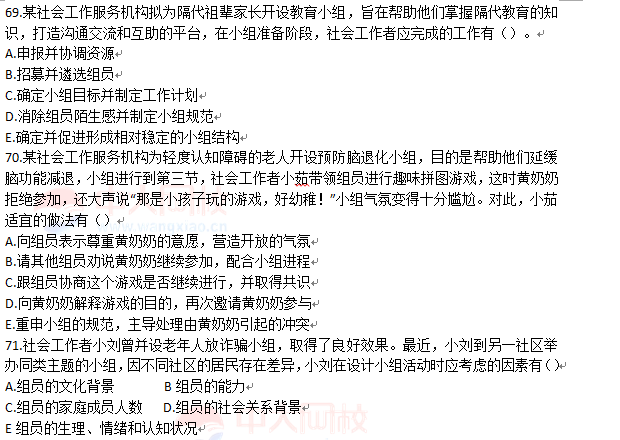 69.某社会工作服务机构拟为隔代祖辈家长开设教育小组，旨在帮助他们掌握隔代教育的知
识，打造沟通交流和互助的平台，在小组准备阶段，社会工作者应完成的工作有（）。
A.申报并协调资源
B.招募并遴选组员
C.确定小组目标并制定工作计划
D.消除组员陌生感并制定小组规范
E.确定并促进形成相对稳定的小组结构
70.某社会工作服务机构为轻度认知障碍的老人开设预防脑退化小组，目的是帮助他们延缓
脑功能减退，小组进行到第三节，社会工作者小茹带领组员进行趣味拼图游戏，这时黄奶奶
拒绝参加，还大声说“那是小孩子玩的游戏，好幼稚！”小组气氛变得十分尴尬。对此，小茹
适宜的做法有（）
A.向组员表示尊重黄奶奶的意愿，营造开放的气氛
B.请其他组员劝说黄奶奶继续参加，配合小组进程
C.跟组员协商这个游戏是否继续进行，并取得共识
D.向黄奶奶解释游戏的目的，再次邀请黄奶奶参与
E.重申小组的规范，主导处理由黄奶奶引起的冲突
71.社会工作者小刘曾并设老年人放诈骗小组，取得了良好效果。最近，小刘到另一社区举
办同类主题的小组，因不同社区的居民存在差异，小刘在设计小组活动时应考虑的因素有（）
A.组员的文化背景 B 组员的能力
C.组员的家庭成员人数 D.组员的社会关系背景
E 组员的生理、情绪和认知状况